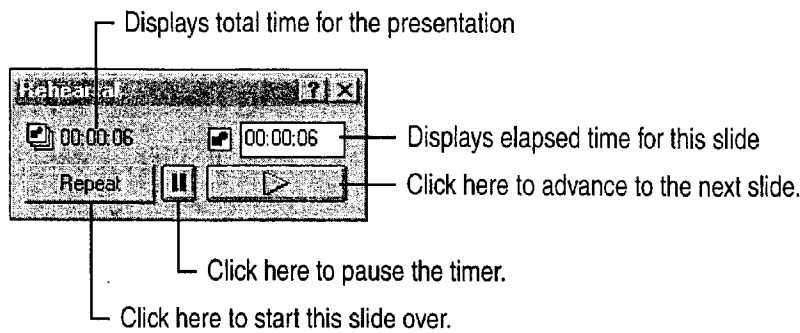 Displays total time for the presentation
Rehearsal
00:00:06
00:00:06
Displays elapsed time for this slide
Repeat
Click here to advance to the next slide.
Click here to pause the timer.
Click here to start this slide over.